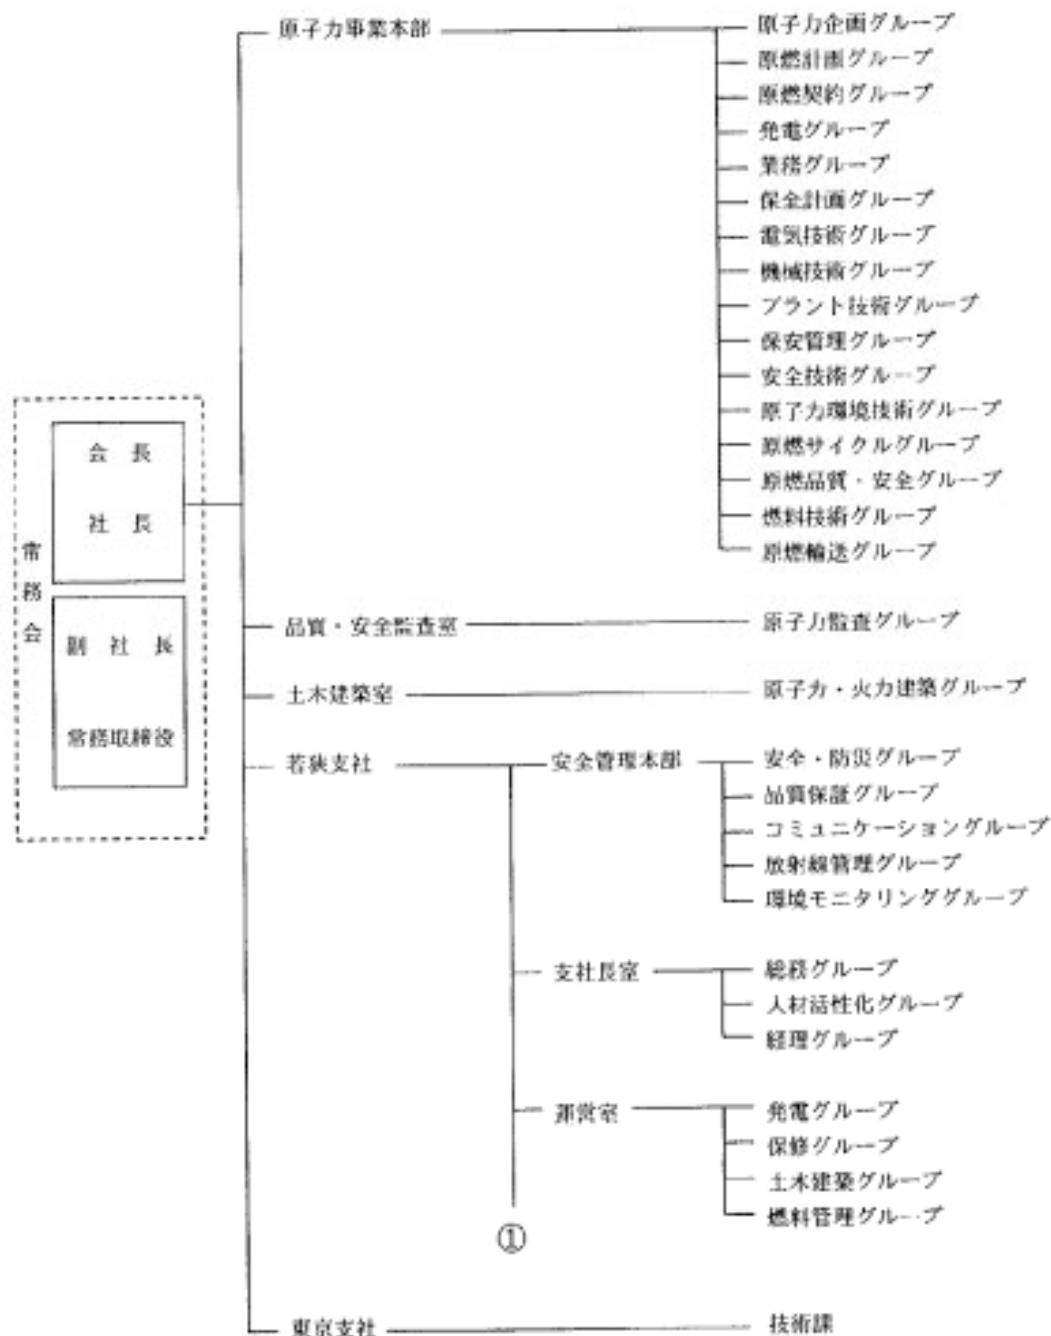 原子力事業本部
原子力企画グループ
原燃計画グループ
原燃契約グループ
発電グループ
業務グループ
保全計画グループ
電気技術グループ
機械技術グループ
プラント技術グループ
保安管理グループ
安全技術グループ
原子力環境技術グループ
原燃サイクルグループ
原燃品質・安全グループ
燃料技術グループ
原燃輸送グループ
常務会
会長
社長
副社長
常務取締役
品質・安全監査室
原子力監査グループ
土木建築室
原子力・火力建築グループ
若狭支社
安全管理本部
安全・防災グループ
品質保証グループ
コミュニケーショングループ
放射線管理グループ
環境モニタリンググループ
支社長室
総務グループ
人材活性化グループ
経理グループ
運営室
発電グループ
保修グループ
土木建築グループ
燃料管理グループ
①
東京支社
技術課